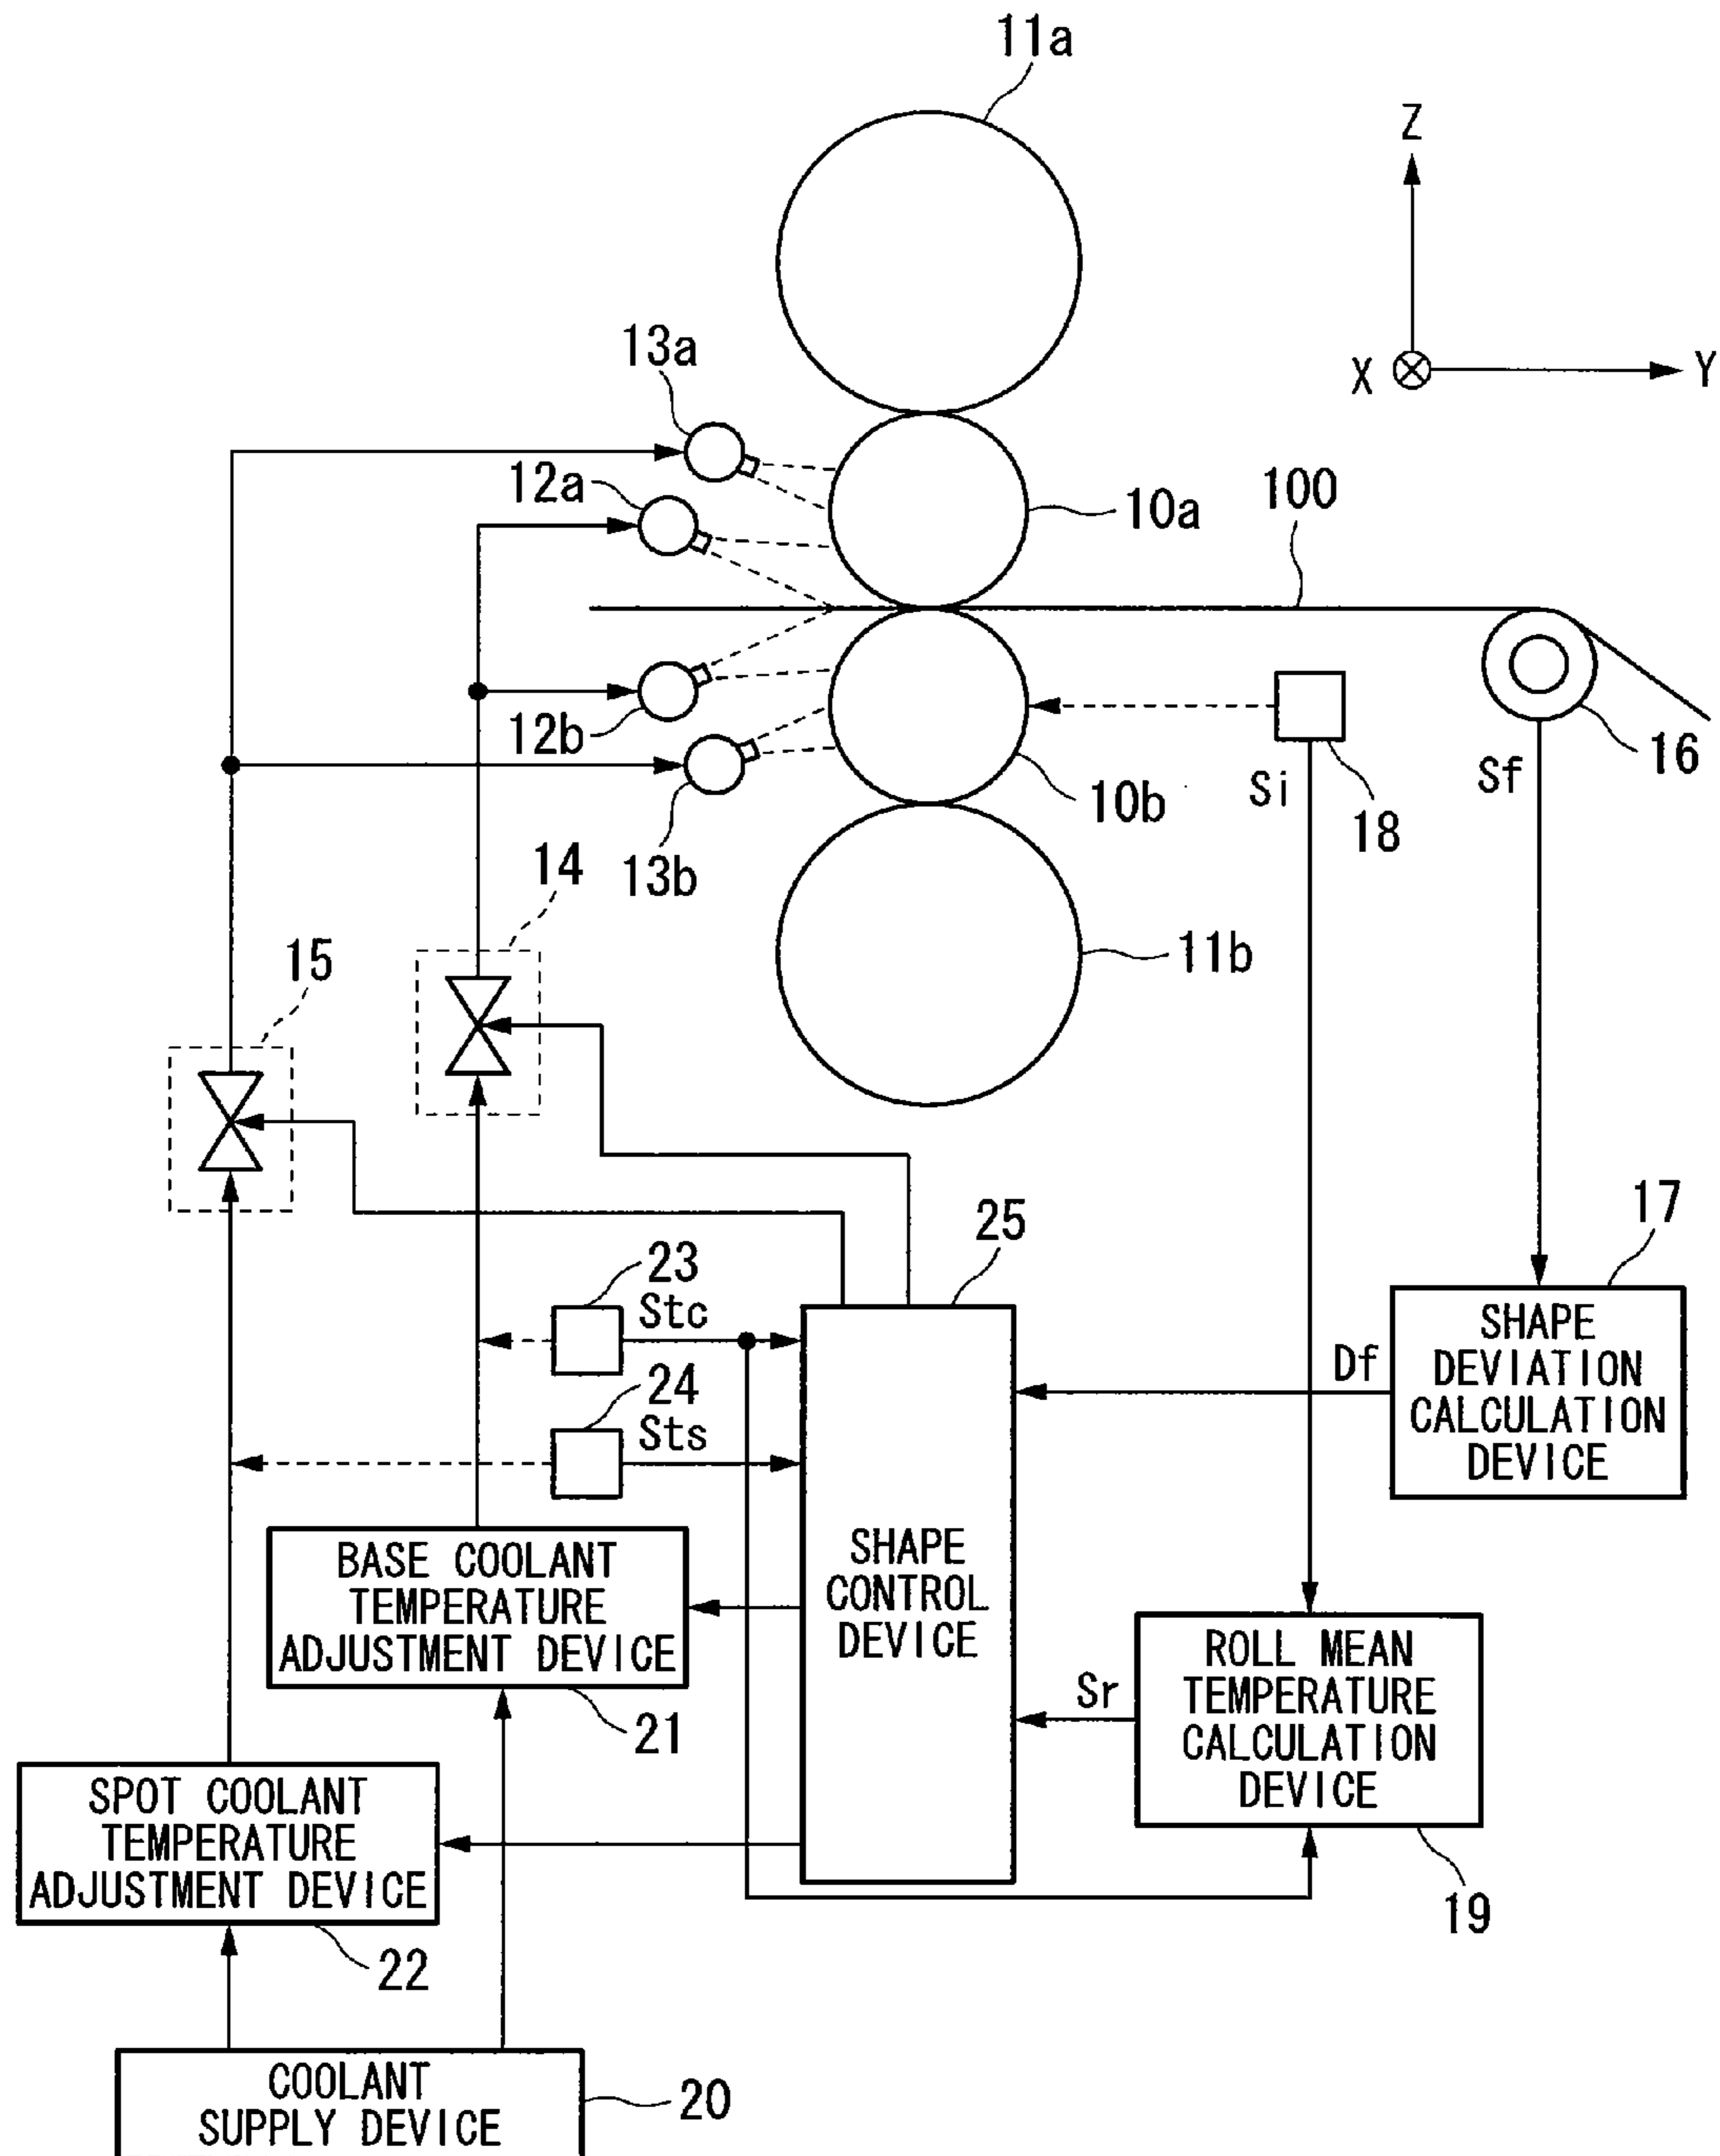 11a
Z
X
Y
13a
12a
10a
100
12b
13b
10b
Si
18
Sf
16
14
15
11b
17
25
23
Stc
24
Sts
SHAPE
DEVIATION
CALCULATION
DEVICE
Df
BASE COOLANT
TEMPERATURE
ADJUSTMENT DEVICE
21
SHAPE
CONTROL
DEVICE
Sr
ROLL MEAN
TEMPERATURE
CALCULATION
DEVICE
19
SPOT COOLANT
TEMPERATURE
ADJUSTMENT DEVICE
22
COOLANT
SUPPLY DEVICE
20